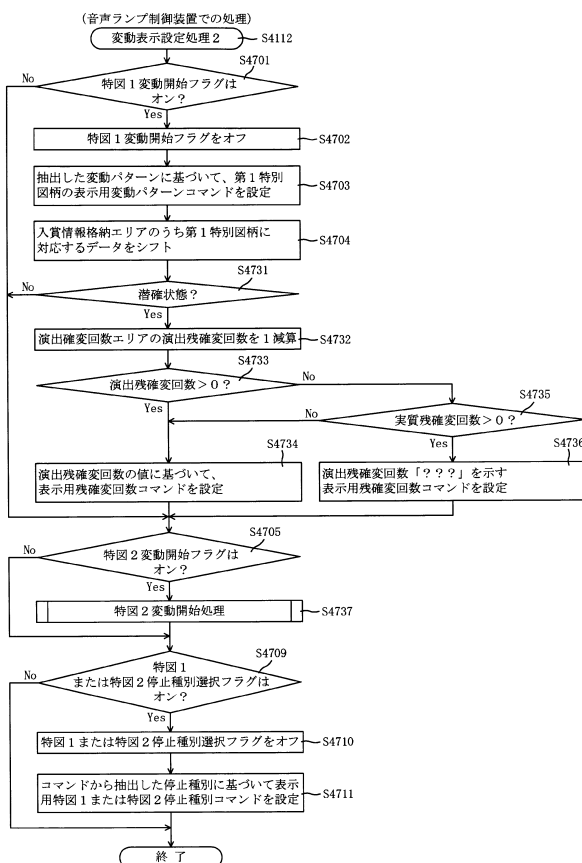 (音声ランプ制御装置での処理)
変動表示設定処理２
S4112
S4701
特図１変動開始フラグは
オン？
No
Yes
特図１変動開始フラグをオフ
S4702
抽出した変動パターンに基づいて、第１特別
図柄の表示用変動パターンコマンドを設定
S4703
入賞情報格納エリアのうち第１特別図柄に
対応するデータをシフト
S4704
S4731
潜確状態？
No
Yes
演出確変回数エリアの演出残確変回数を１減算
S4732
S4733
演出残確変回数＞０？
No
Yes
S4735
実質残確変回数＞０？
No
Yes
S4734
演出残確変回数の値に基づいて、
表示用残確変回数コマンドを設定
S4736
演出残確変回数「？？？」を示す
表示用残確変回数コマンドを設定
S4705
特図２変動開始フラグは
オン？
No
Yes
特図２変動開始処理
S4737
S4709
特図１
または特図２停止種別選択フラグは
オン？
No
Yes
特図１または特図２停止種別選択フラグをオフ
S4710
コマンドから抽出した停止種別に基づいて表示
用特図１または特図２停止種別コマンドを設定
S4711
終了